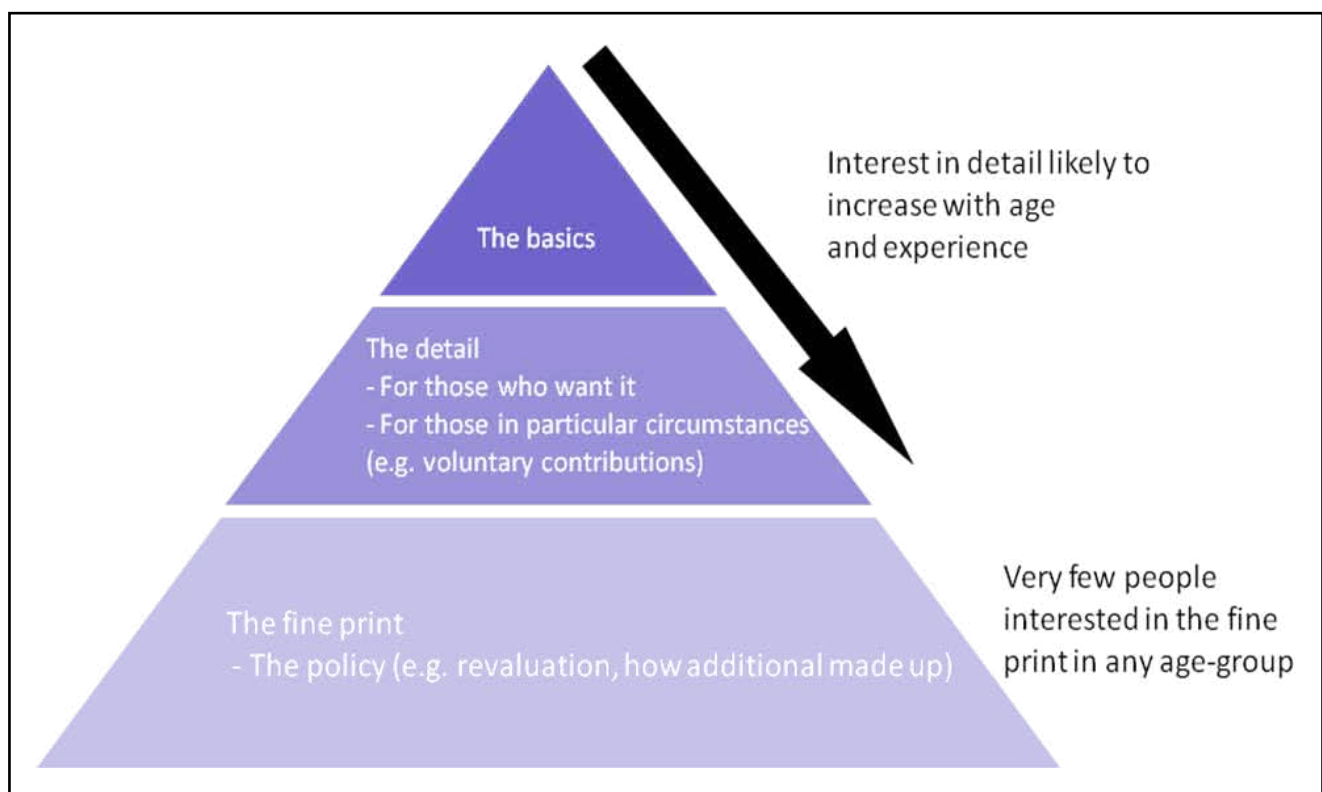 The basics
Interest in detail likely to
increase with age
and experience
The detail
- For those who want it
- For those in particular circumstances
(e.g. voluntary contributions)
The fine print
- The policy (e.g. revaluation, how additional made up)
Very few people
interested in the fine
print in any age-group